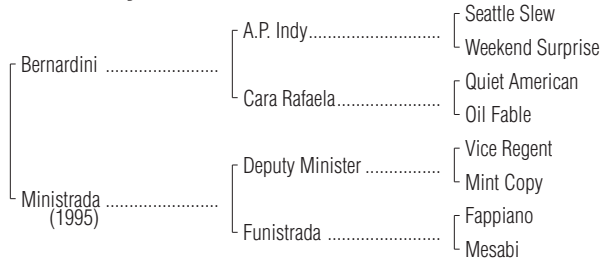 Seattle Slew
A.P. Indy
Weekend Surprise
Bernardini
Quiet American
Cara Rafaela
Oil Fable
Vice Regent
Deputy Minister
Mint Copy
Ministrada
(1995)
Fappiano
Funistrada
Mesabi